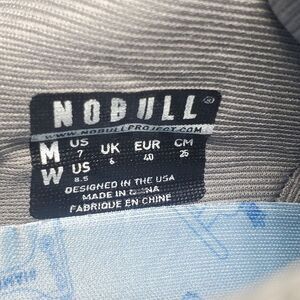 NOBULL®
WWW.NOBULLPROJECT.COM
M US 7 UK 6 EUR 40 CM 25
W US 8.5
DESIGNED IN THE USA
MADE IN CHINA
FABRIQUE EN CHINE